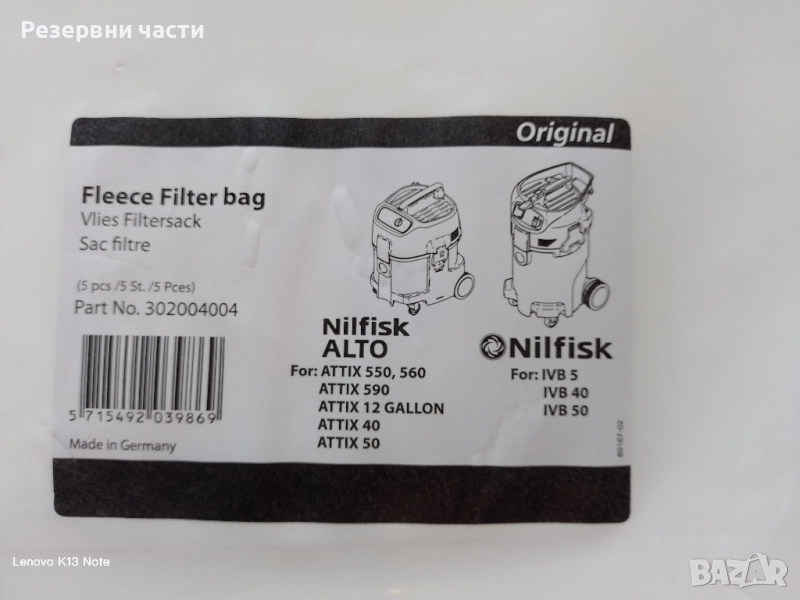 Резервни части
Original
Fleece Filter bag
Vlies Filtersack
Sac filtre
(5 pcs /5 St. /5 Pces)
Part No. 302004004
5 715492 039869
Made in Germany
Nilfisk
ALTO
For: ATTIX 550, 560
ATTIX 590
ATTIX 12 GALLON
ATTIX 40
ATTIX 50
Nilfisk
For: IVB 5
IVB 40
IVB 50
Lenovo K13 Note
BAZAR